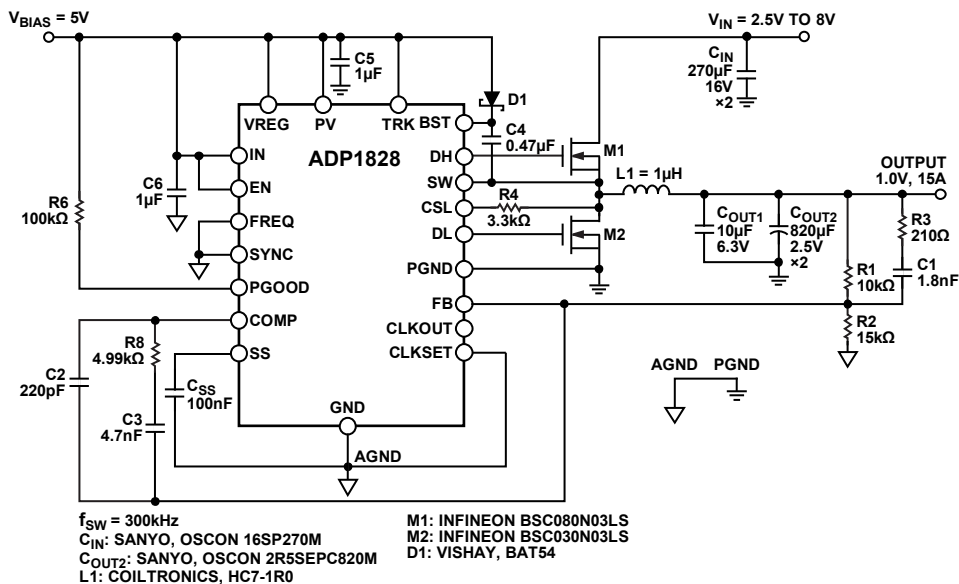 VBIAS = 5V
VIN = 2.5V TO 8V
C5
1µF
CIN
270µF
16V
×2
D1
VREG
PV
TRK
BST
C4
0.47µF
M1
ADP1828
IN
DH
L1 = 1µH
OUTPUT
1.0V, 15A
C6
1µF
EN
SW
R6
100kΩ
FREQ
CSL
R4
3.3kΩ
COUT1
10µF
6.3V
COUT2
820µF
2.5V
×2
R3
210Ω
SYNC
DL
M2
PGOOD
PGND
R1
10kΩ
C1
1.8nF
COMP
FB
R8
4.99kΩ
SS
CLKOUT
R2
15kΩ
C2
220pF
CSS
100nF
CLKSET
AGND
PGND
C3
4.7nF
GND
AGND
fSW = 300kHz
CIN: SANYO, OSCON 16SP270M
COUT2: SANYO, OSCON 2R5SEPC820M
L1: COILTRONICS, HC7-1R0
M1: INFINEON BSC080N03LS
M2: INFINEON BSC030N03LS
D1: VISHAY, BAT54